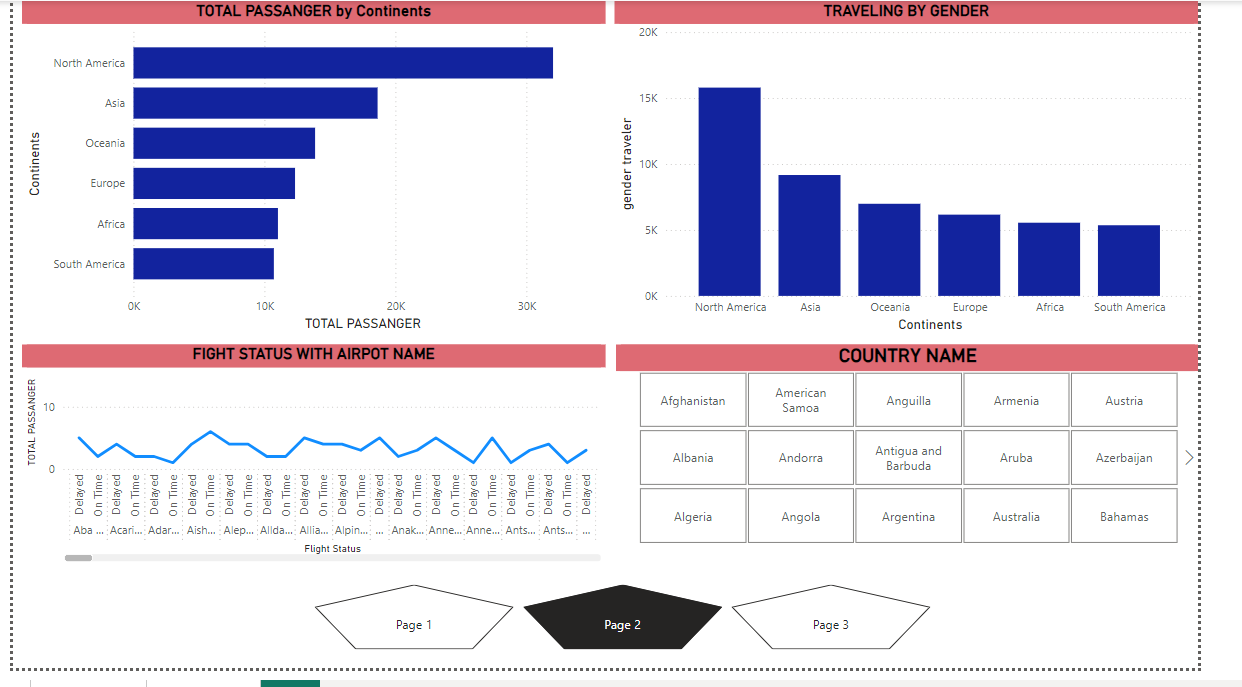 TOTAL PASSANGER by Continents
Continents
North America
Asia
Oceania
Europe
Africa
South America
0K 10K 20K 30K
TOTAL PASSANGER
TRAVELING BY GENDER
gender traveler
20K
15K
10K
5K
0K
North America Asia Oceania Europe Africa South America
Continents
FIGHT STATUS WITH AIRPOT NAME
TOTAL PASSANGER
10
0
Delayed On Time Delayed On Time Delayed On Time Delayed On Time Delayed On Time Delayed On Time Delayed On Time Delayed On Time Delayed Delayed On Time Delayed On Time Delayed On Time Delayed On Time Delayed On Time Delayed
Aba ... Acari... Adar... Aish... Alep... Allda... Allia... Alpin... ... Anak... Anne... Anne... Ants... Ants... ...
Flight Status
COUNTRY NAME
Afghanistan
American
Samoa
Anguilla
Armenia
Austria
Albania
Andorra
Antigua and
Barbuda
Aruba
Azerbaijan
Algeria
Angola
Argentina
Australia
Bahamas
Page 1
Page 2
Page 3